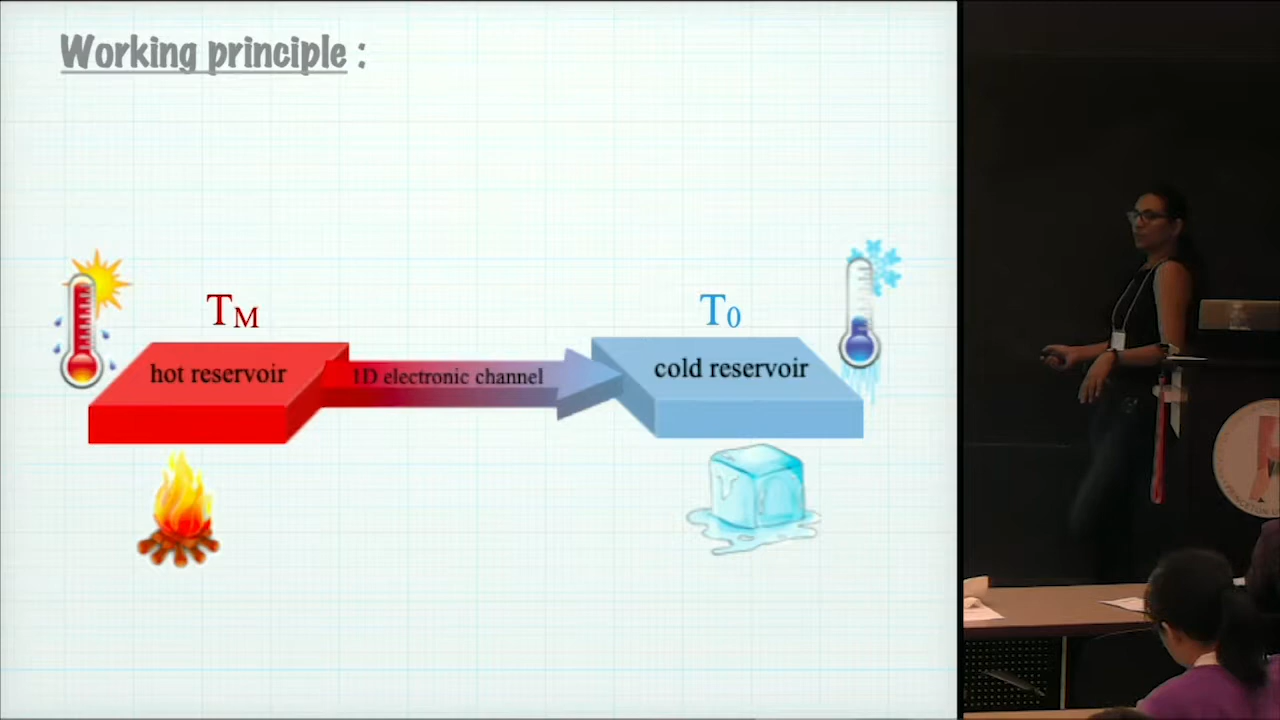 Working principle :
TM
T0
hot reservoir
1D electronic channel
cold reservoir